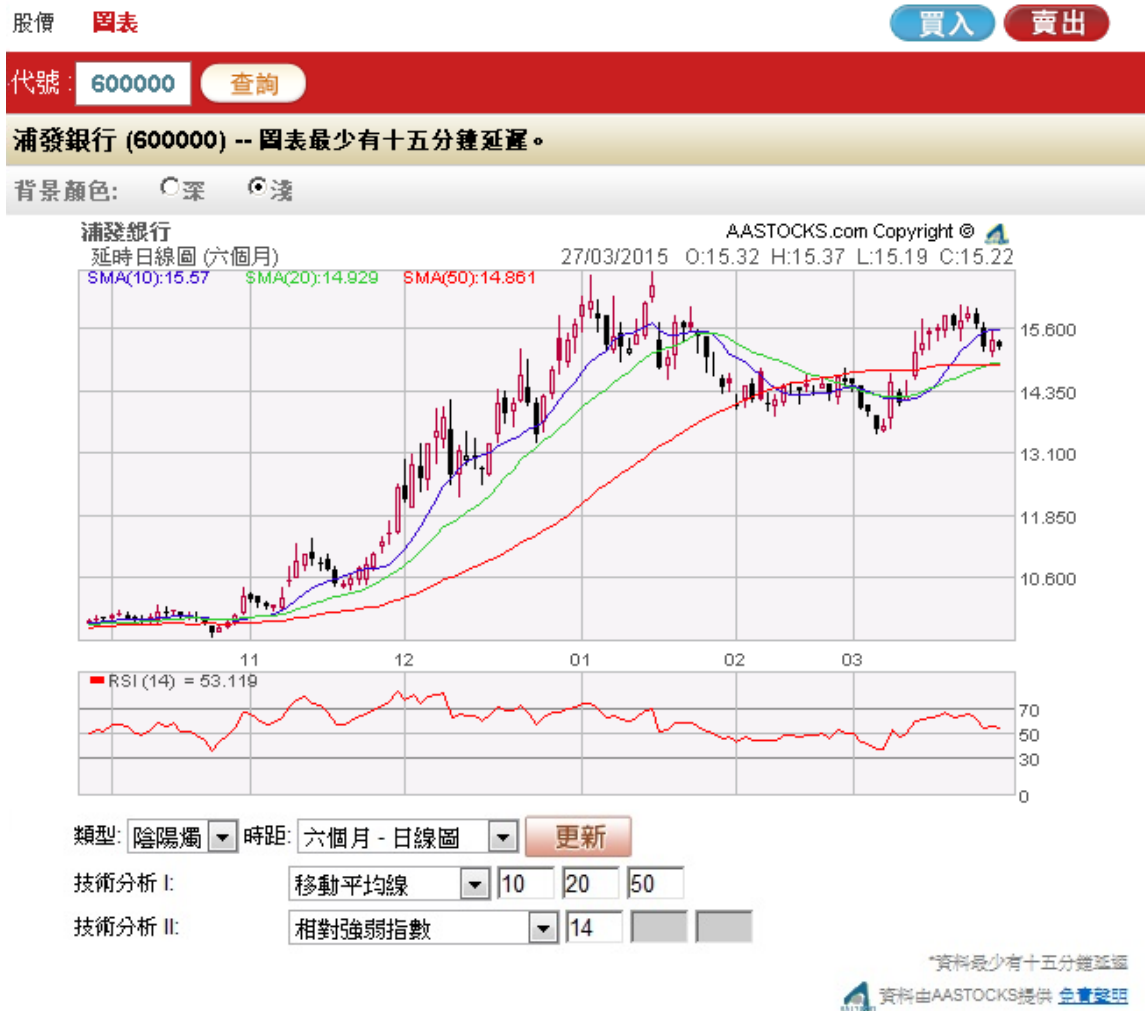 股價 圖表 買入 賣出
代號: 600000 查詢
浦發銀行 (600000) -- 圖表最少有十五分鐘延遲。
背景顏色: 深 淺
浦發銀行 AASTOCKS.com Copyright ©
延時日線圖 (六個月) 27/03/2015 O:15.32 H:15.37 L:15.19 C:15.22
SMA(10):15.57 SMA(20):14.929 SMA(50):14.861
15.600
14.350
13.100
11.850
10.600
11 12 01 02 03
RSI (14) = 53.119
70
50
30
0
類型: 陰陽燭 時距: 六個月 - 日線圖 更新
技術分析 I: 移動平均線 10 20 50
技術分析 II: 相對強弱指數 14
*資料最少有十五分鐘延遲
資料由AASTOCKS提供 免責聲明